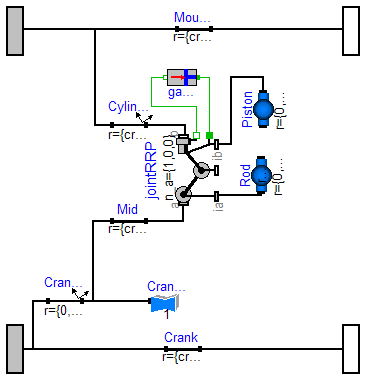 Mou...
r={cr...
ga...
Cylin...
r={cr...
Piston
r={0,...
b
ib
jointRRP
n_a={1,0,0}
Rod
r={0,...
a
ia
Mid
r={cr...
Cran...
r={0,...
Cran...
1
Crank
r={cr...